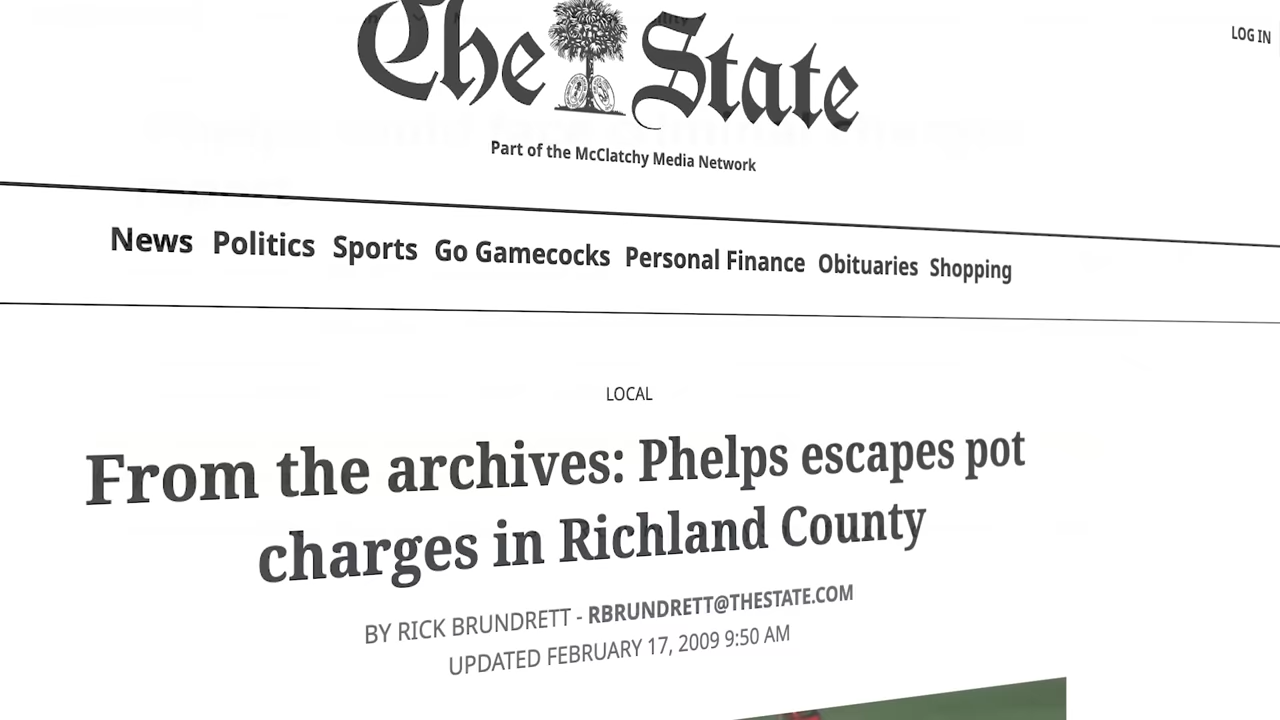 The State
LOG IN
Part of the McClatchy Media Network
News Politics Sports Go Gamecocks Personal Finance Obituaries Shopping
LOCAL
From the archives: Phelps escapes pot
charges in Richland County
BY RICK BRUNDRETT - RBRUNDRETT@THESTATE.COM
UPDATED FEBRUARY 17, 2009 9:50 AM